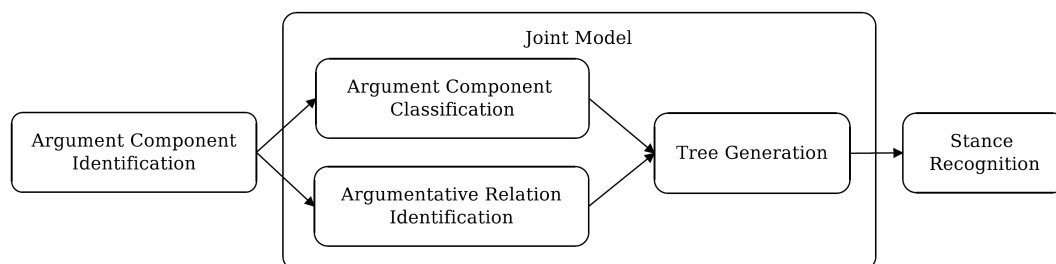 Joint Model
Argument Component
Classification
Argument Component
Identification
Tree Generation
Stance
Recognition
Argumentative Relation
Identification